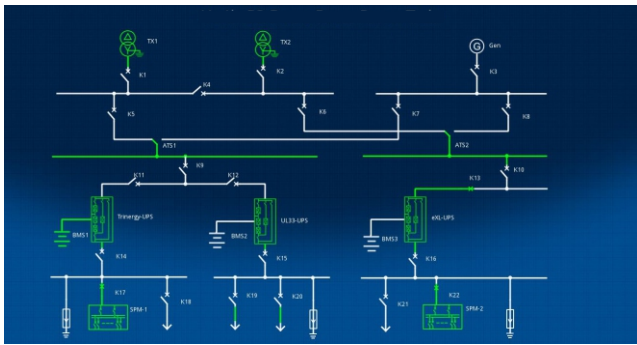 TX1
TX2
G
Gen
K1
K2
K3
K4
K5
K6
K7
K8
ATS1
ATS2
K9
K10
K11
K12
K13
Trinergy-UPS
UL33-UPS
eXL-UPS
BMS1
BMS2
BMS3
K14
K15
K16
K17
K18
K19
K20
K21
K22
SPM-1
SPM-2